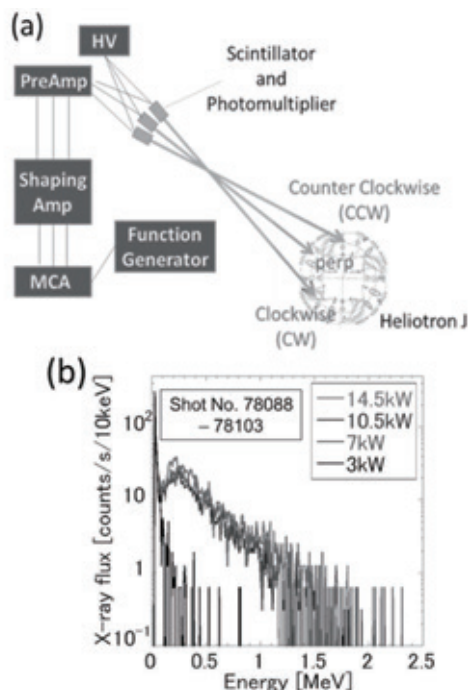 (a)
HV
PreAmp
Scintillator
and
Photomultiplier
Shaping
Amp
Function
Generator
MCA
Counter Clockwise
(CCW)
perp
Clockwise
(CW)
Heliotron J
(b)
X-ray flux [counts/s/10keV]
10²
10
1
10⁻¹
Shot No. 78088
– 78103
14.5kW
10.5kW
7kW
3kW
0 0.5 1 1.5 2 2.5
Energy [MeV]